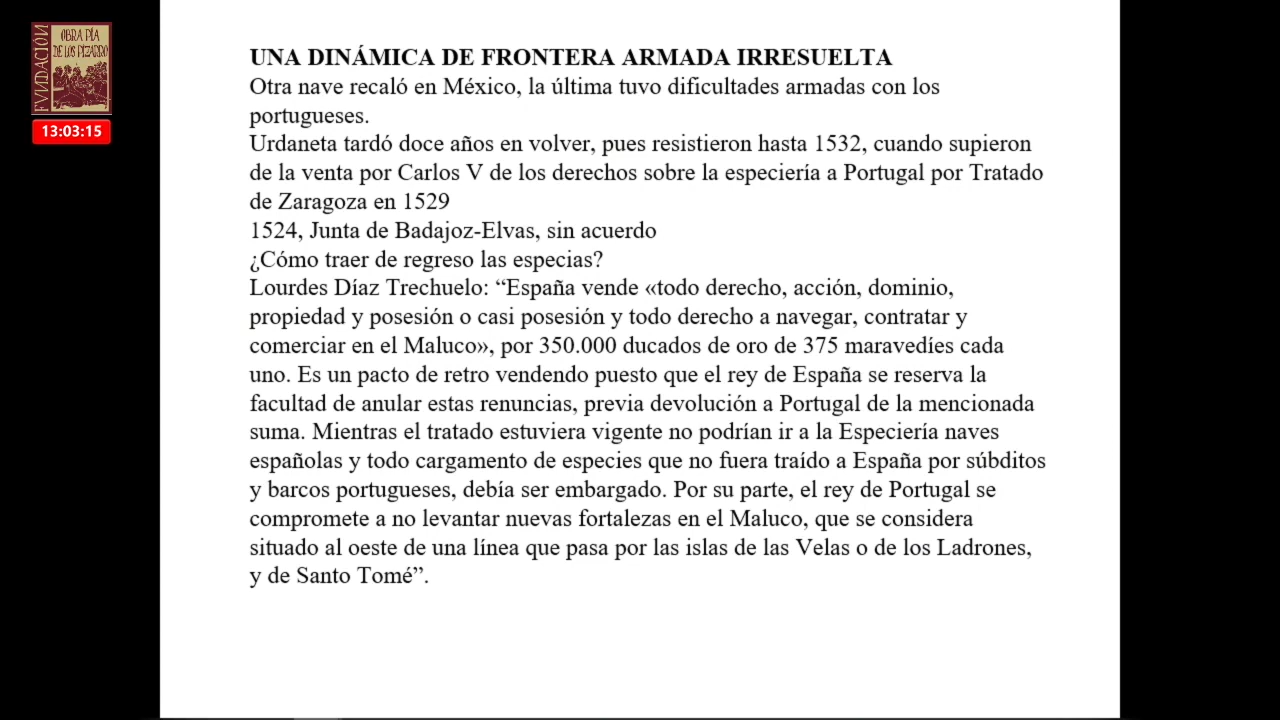 FVNDACIÓN
OBRA PÍA
DE LOS PIZARRO
13:03:15
UNA DINÁMICA DE FRONTERA ARMADA IRRESUELTA
Otra nave recaló en México, la última tuvo dificultades armadas con los
portugueses.
Urdaneta tardó doce años en volver, pues resistieron hasta 1532, cuando supieron
de la venta por Carlos V de los derechos sobre la especiería a Portugal por Tratado
de Zaragoza en 1529
1524, Junta de Badajoz-Elvas, sin acuerdo
¿Cómo traer de regreso las especias?
Lourdes Díaz Trechuelo: “España vende «todo derecho, acción, dominio,
propiedad y posesión o casi posesión y todo derecho a navegar, contratar y
comerciar en el Maluco», por 350.000 ducados de oro de 375 maravedíes cada
uno. Es un pacto de retro vendendo puesto que el rey de España se reserva la
facultad de anular estas renuncias, previa devolución a Portugal de la mencionada
suma. Mientras el tratado estuviera vigente no podrían ir a la Especiería naves
españolas y todo cargamento de especies que no fuera traído a España por súbditos
y barcos portugueses, debía ser embargado. Por su parte, el rey de Portugal se
compromete a no levantar nuevas fortalezas en el Maluco, que se considera
situado al oeste de una línea que pasa por las islas de las Velas o de los Ladrones,
y de Santo Tomé”.